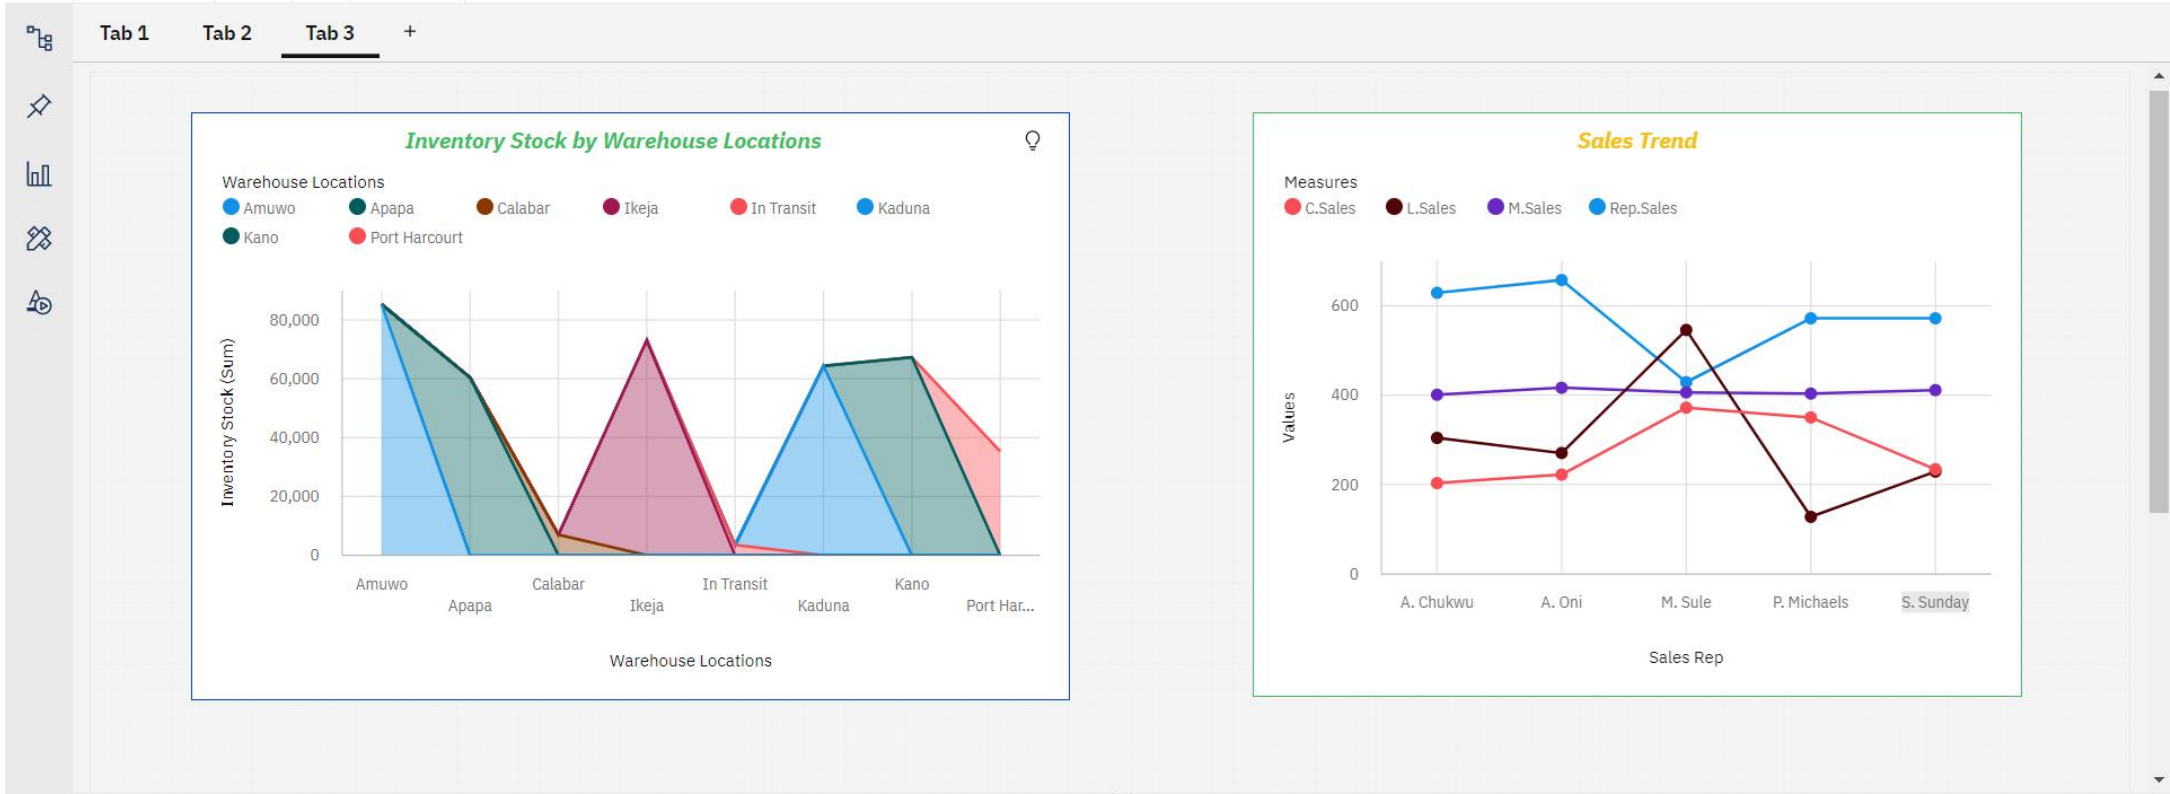 Tab 1 Tab 2 Tab 3 +
Inventory Stock by Warehouse Locations
Warehouse Locations
Amuwo Apapa Calabar Ikeja In Transit Kaduna
Kano Port Harcourt
Inventory Stock (Sum)
80,000
60,000
40,000
20,000
0
Amuwo Calabar In Transit Kano
Apapa Ikeja Kaduna Port Har...
Warehouse Locations
Sales Trend
Measures
C.Sales L.Sales M.Sales Rep.Sales
Values
600
400
200
0
A. Chukwu A. Oni M. Sule P. Michaels S. Sunday
Sales Rep